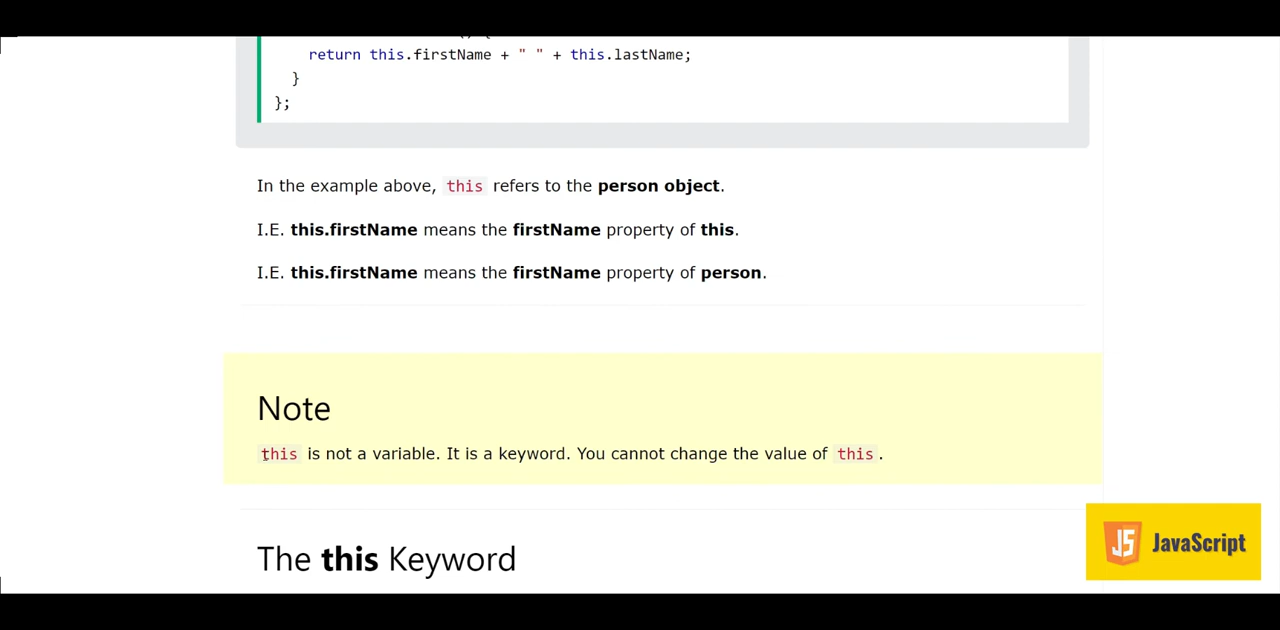 return this.firstName + " " + this.lastName;
}
};
In the example above, this refers to the person object.
I.E. this.firstName means the firstName property of this.
I.E. this.firstName means the firstName property of person.
Note
this is not a variable. It is a keyword. You cannot change the value of this.
The this Keyword
JS JavaScript